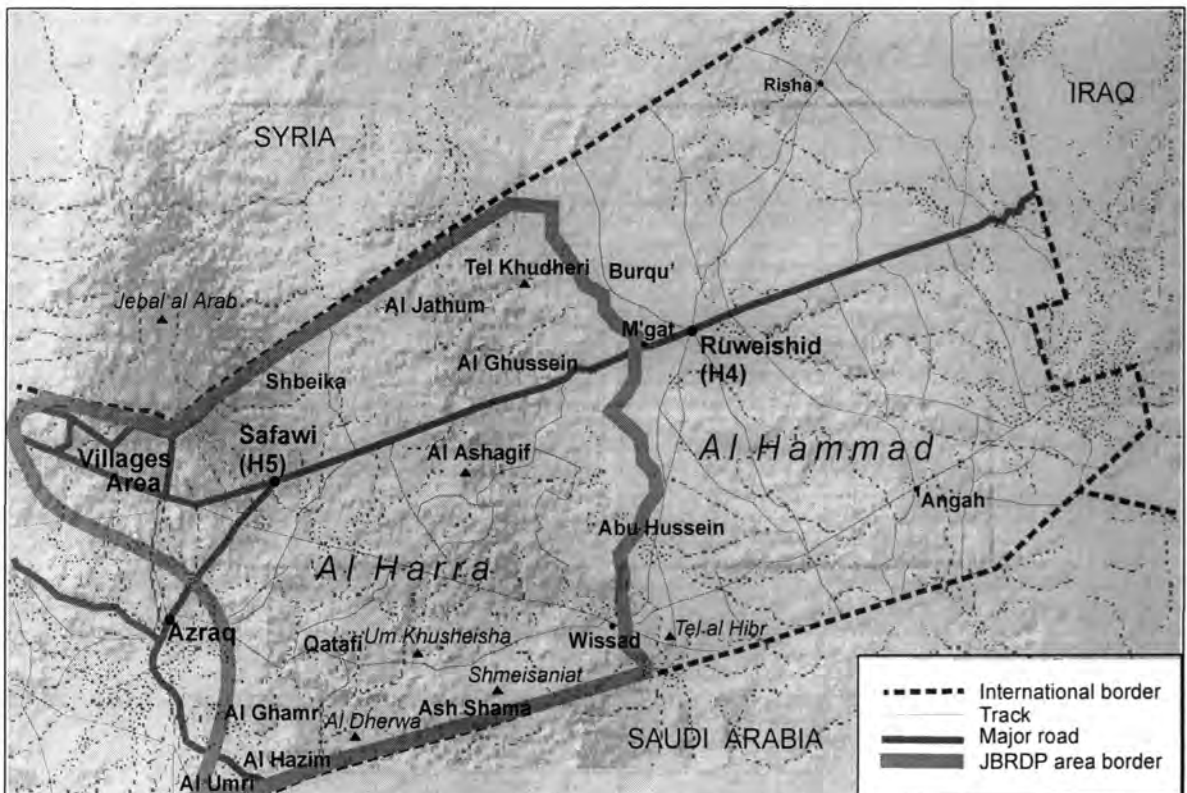 Risha
IRAQ
SYRIA
Tel Khudheri
Burqu'
Jebal al Arab
Al Jathum
M'gat
Ruweishid
(H4)
Al Ghussein
Shbeika
Safawi
(H5)
Villages
Area
Al Ashagif
Al Hammad
Angah
Abu Hussein
Al Harra
Azraq
Qatafi
Um Khusheisha
Wissad
Tel al Hibr
Shmeisaniat
Ash Shama
Al Ghamr
Al Dherwa
SAUDI ARABIA
Al Hazim
Al Umri
International border
Track
Major road
JBRDP area border